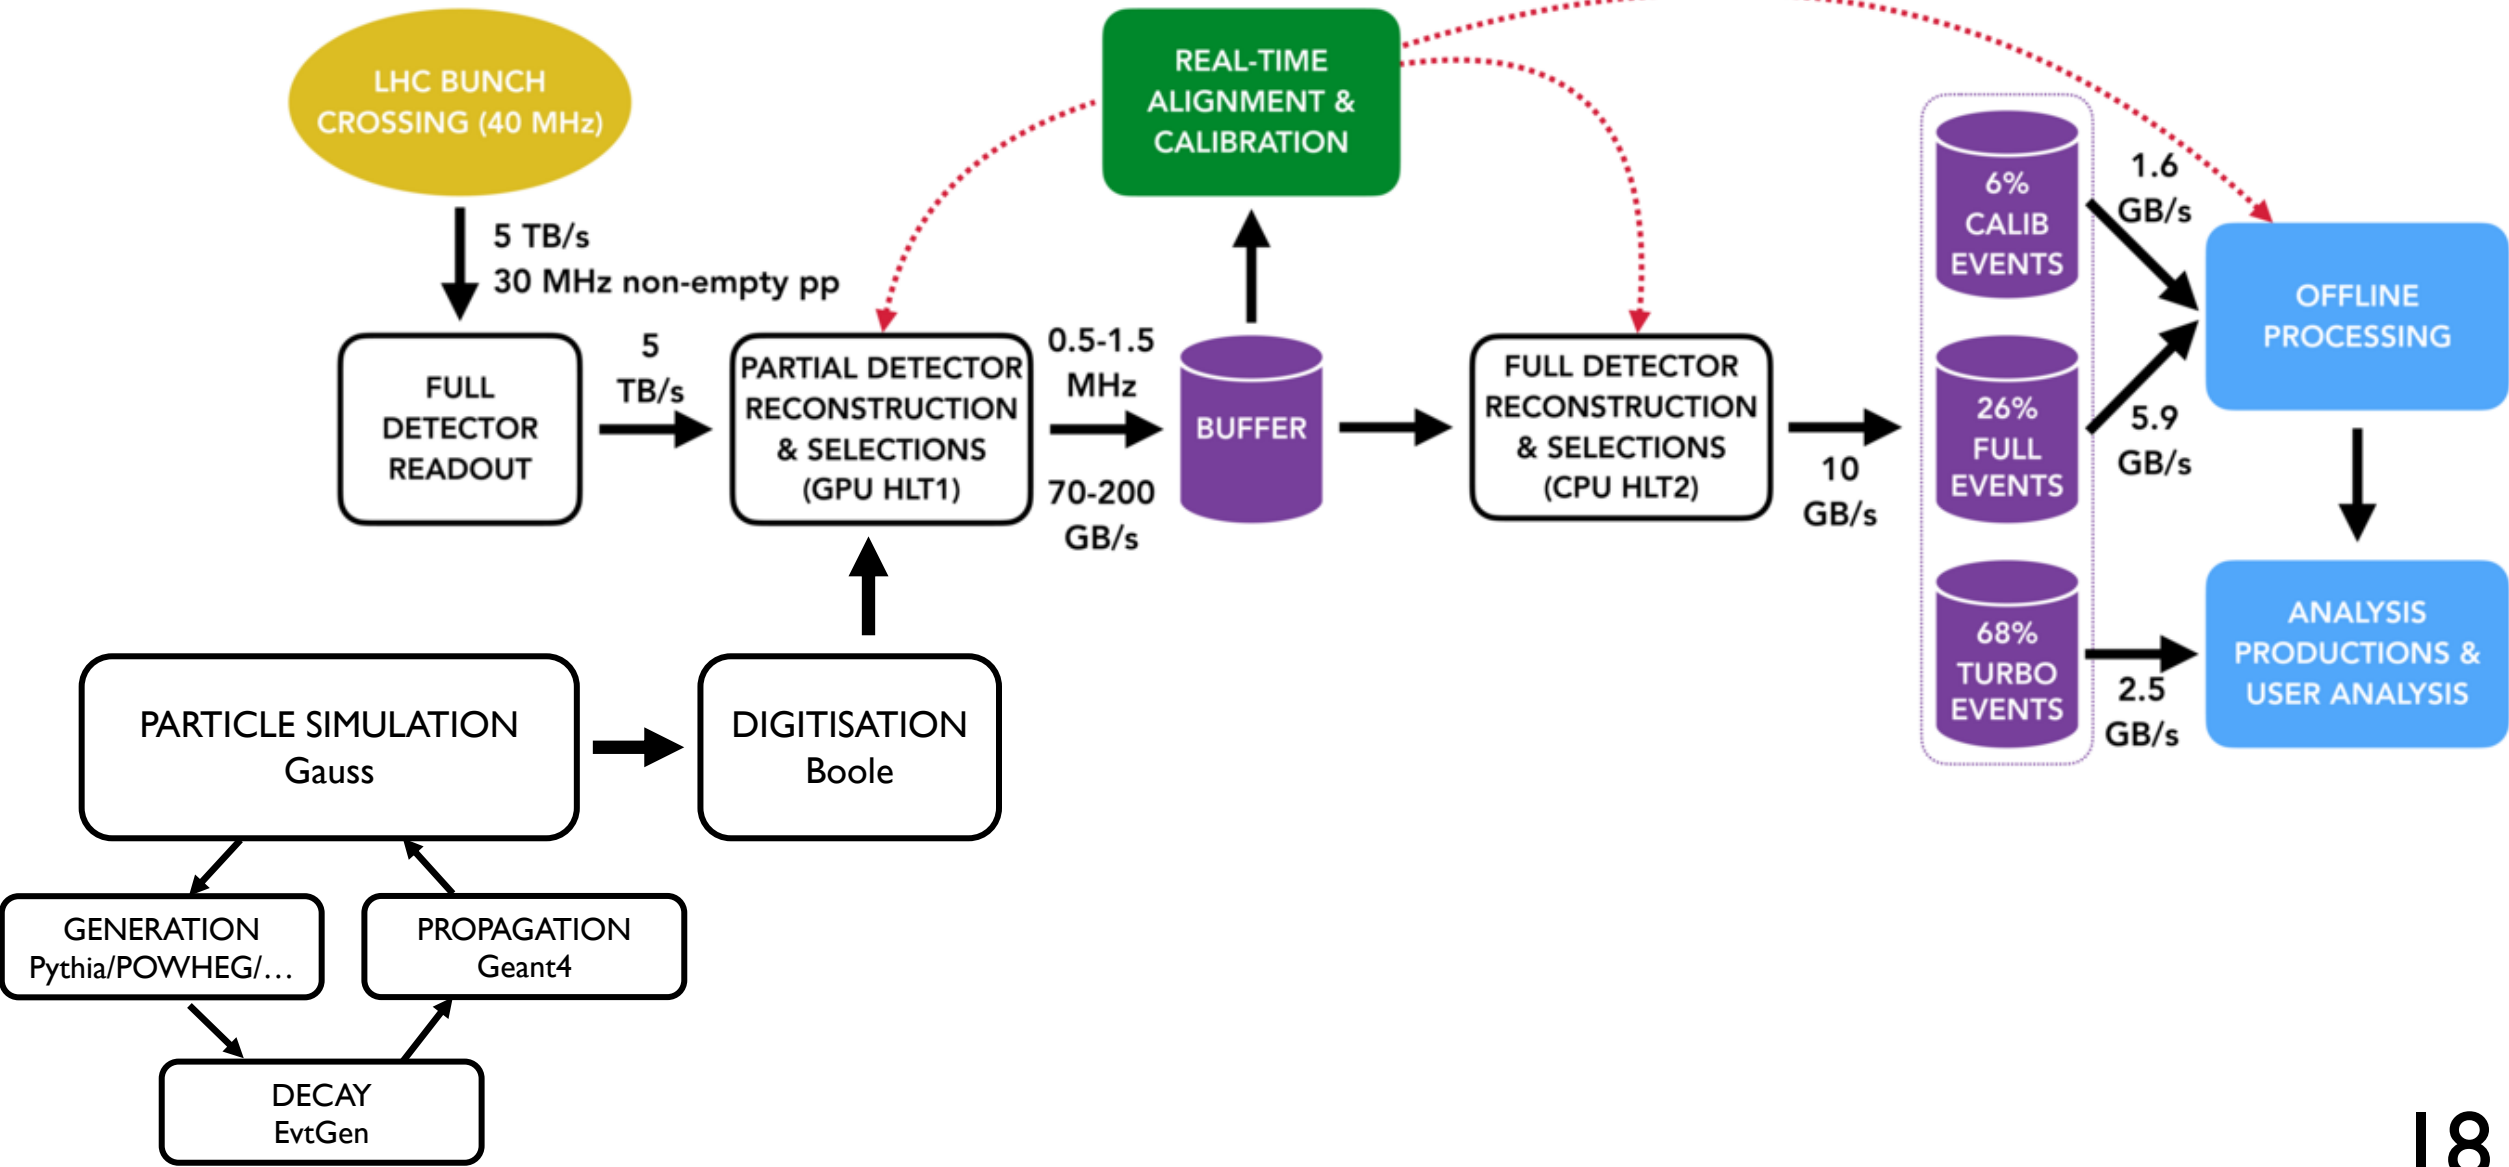 LHC BUNCH
CROSSING (40 MHz)
REAL-TIME
ALIGNMENT &
CALIBRATION
5 TB/s
30 MHz non-empty pp
FULL
DETECTOR
READOUT
5
TB/s
PARTIAL DETECTOR
RECONSTRUCTION
& SELECTIONS
(GPU HLT1)
0.5-1.5
MHz
70-200
GB/s
BUFFER
FULL DETECTOR
RECONSTRUCTION
& SELECTIONS
(CPU HLT2)
10
GB/s
6%
CALIB
EVENTS
1.6
GB/s
26%
FULL
EVENTS
5.9
GB/s
68%
TURBO
EVENTS
2.5
GB/s
OFFLINE
PROCESSING
ANALYSIS
PRODUCTIONS &
USER ANALYSIS
PARTICLE SIMULATION
Gauss
DIGITISATION
Boole
GENERATION
Pythia/POWHEG/…
PROPAGATION
Geant4
DECAY
EvtGen
18